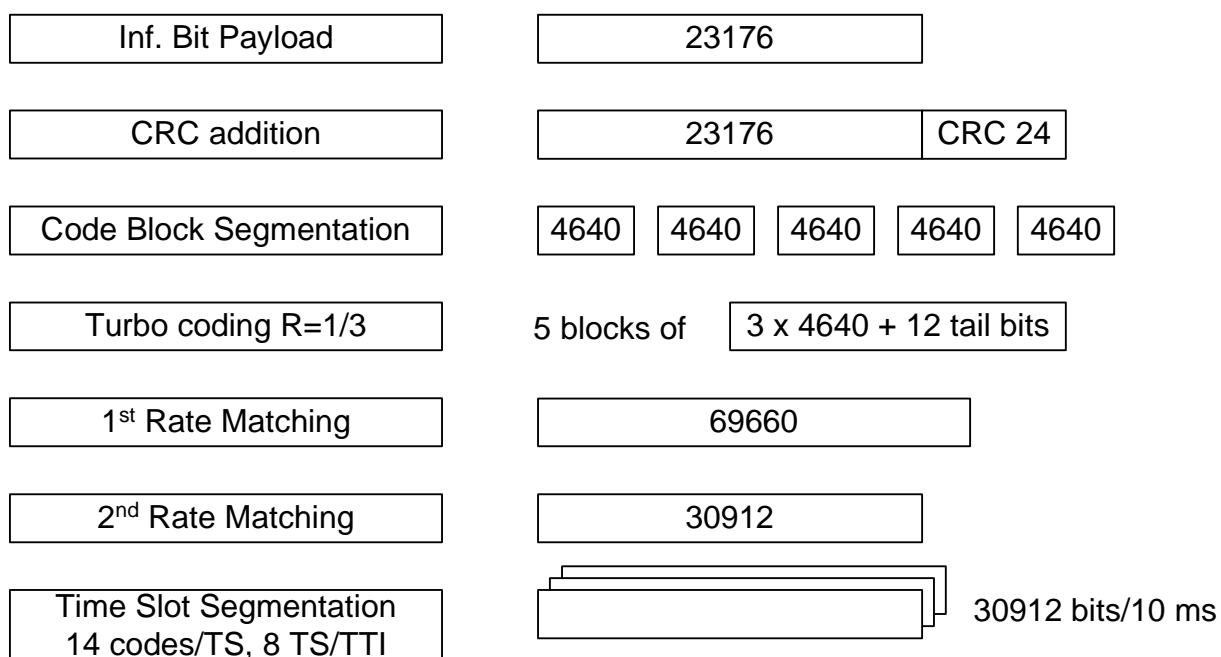 Inf. Bit Payload 23176
CRC addition 23176 CRC 24
Code Block Segmentation 4640 4640 4640 4640 4640
Turbo coding R=1/3 5 blocks of 3 x 4640 + 12 tail bits
1st Rate Matching 69660
2nd Rate Matching 30912
Time Slot Segmentation
14 codes/TS, 8 TS/TTI
30912 bits/10 ms